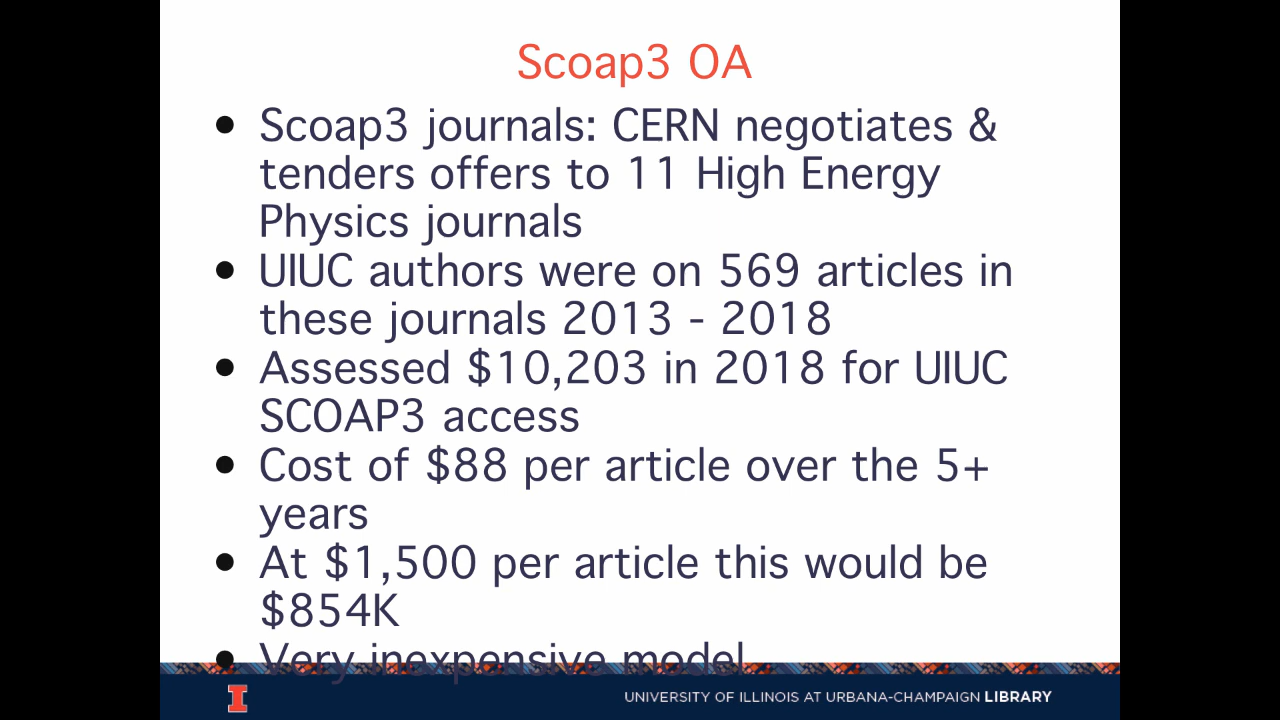 Scoap3 OA
• Scoap3 journals: CERN negotiates &
tenders offers to 11 High Energy
Physics journals
• UIUC authors were on 569 articles in
these journals 2013 - 2018
• Assessed $10,203 in 2018 for UIUC
SCOAP3 access
• Cost of $88 per article over the 5+
years
• At $1,500 per article this would be
$854K
• Very inexpensive model
I
UNIVERSITY OF ILLINOIS AT URBANA-CHAMPAIGN LIBRARY